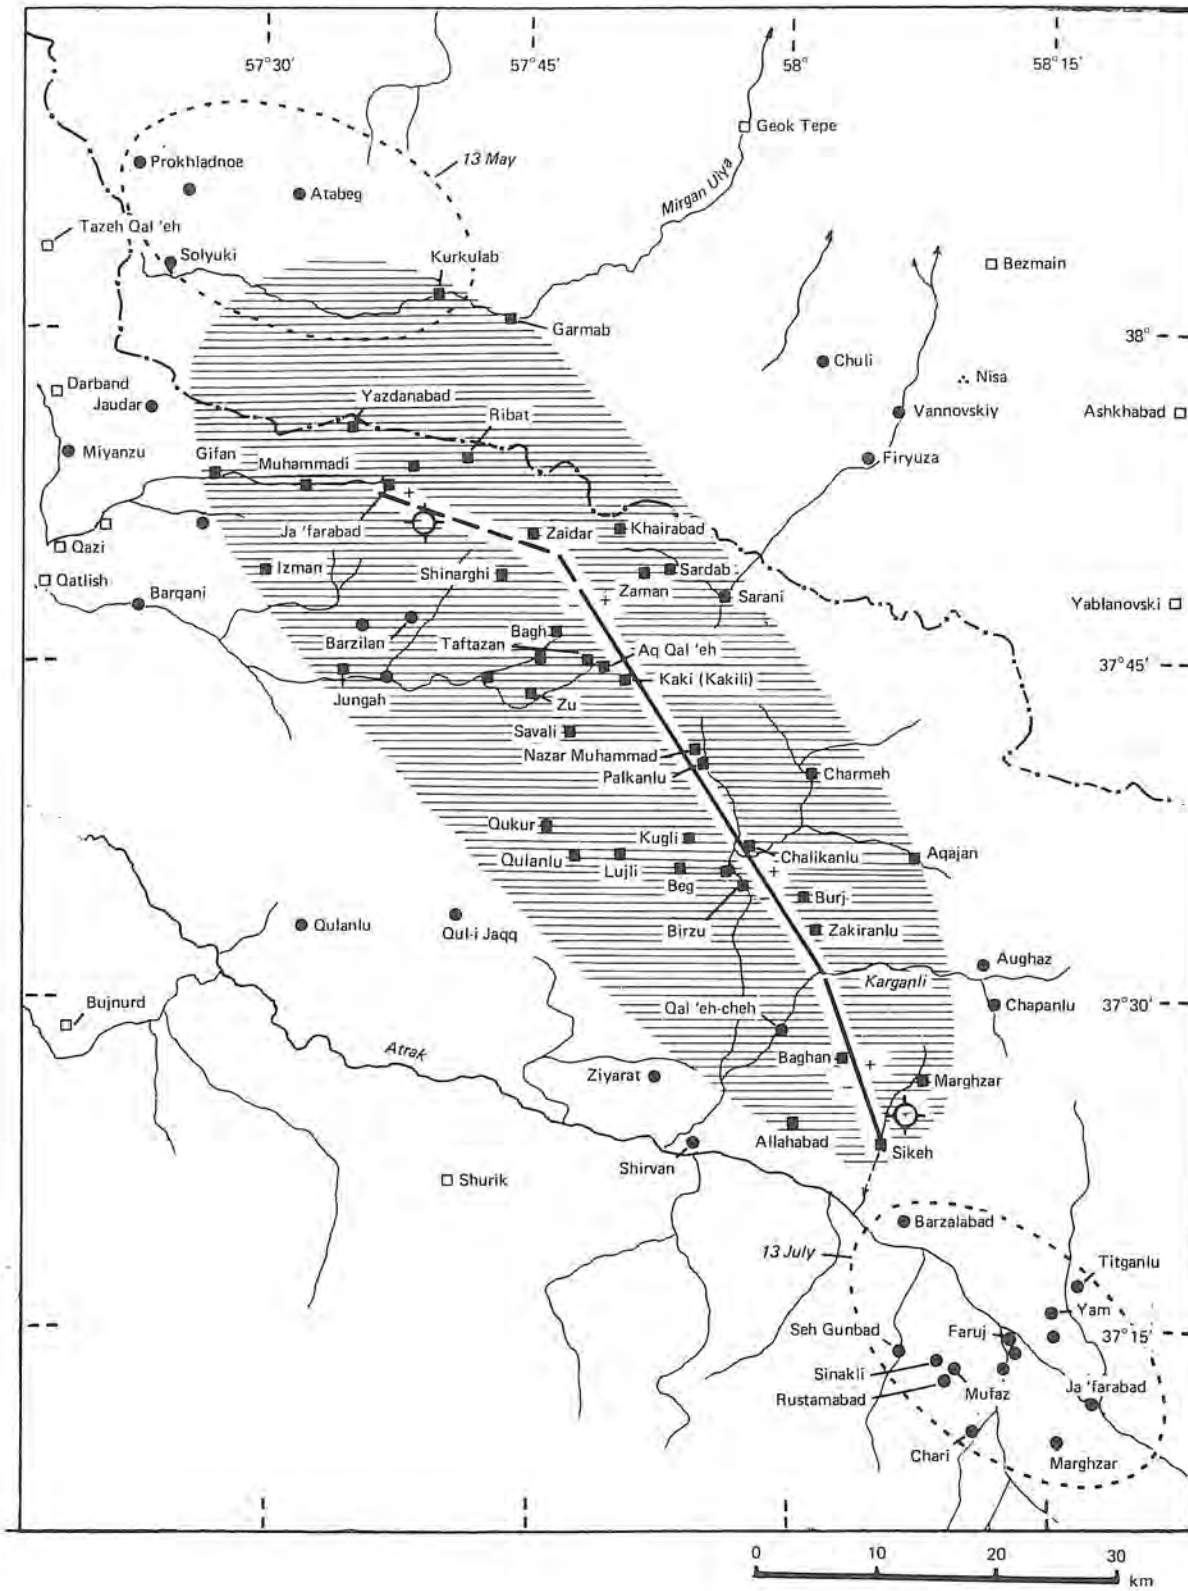 57°30'
57°45'
58°
58°15'
Geok Tepe
13 May
Prokhladnoe
Atabeg
Mirgan Ulya
Tazeh Qal 'eh
Solyuki
Kurkulab
Bezmain
Garmab
38°
Chuli
Nisa
Darband
Jaudar
Yazdanabad
Ribat
Vannovskiy
Ashkhabad
Miyanzu
Gifan
Muhammadi
Firyuza
Ja 'farabad
Zaidar
Khairabad
Qazi
Izman
Shinarghi
Sardab
Zaman
Qatlish
Barqani
Sarani
Yablanovski
Barzilan
Bagh
Taftazan
Aq Qal 'eh
37°45'
Jungah
Kaki (Kakili)
Zu
Savali
Nazar Muhammad
Palkanlu
Charmeh
Qukur
Kugli
Qulanlu
Lujli
Chalikanlu
Aqajan
Beg
Burj
Birzu
Zakiranlu
Qulanlu
Qul-i Jaqq
Aughaz
Karganli
Bujnurd
Qal 'eh-cheh
Chapanlu
37°30'
Atrak
Baghan
Ziyarat
Marghzar
Allahabad
Sikeh
Shirvan
Shurik
Barzalabad
13 July
Titganlu
Yam
Seh Gunbad
Faruj
37°15'
Sinakli
Mufaz
Ja 'farabad
Rustamabad
Chari
Marghzar
0 10 20 30
km